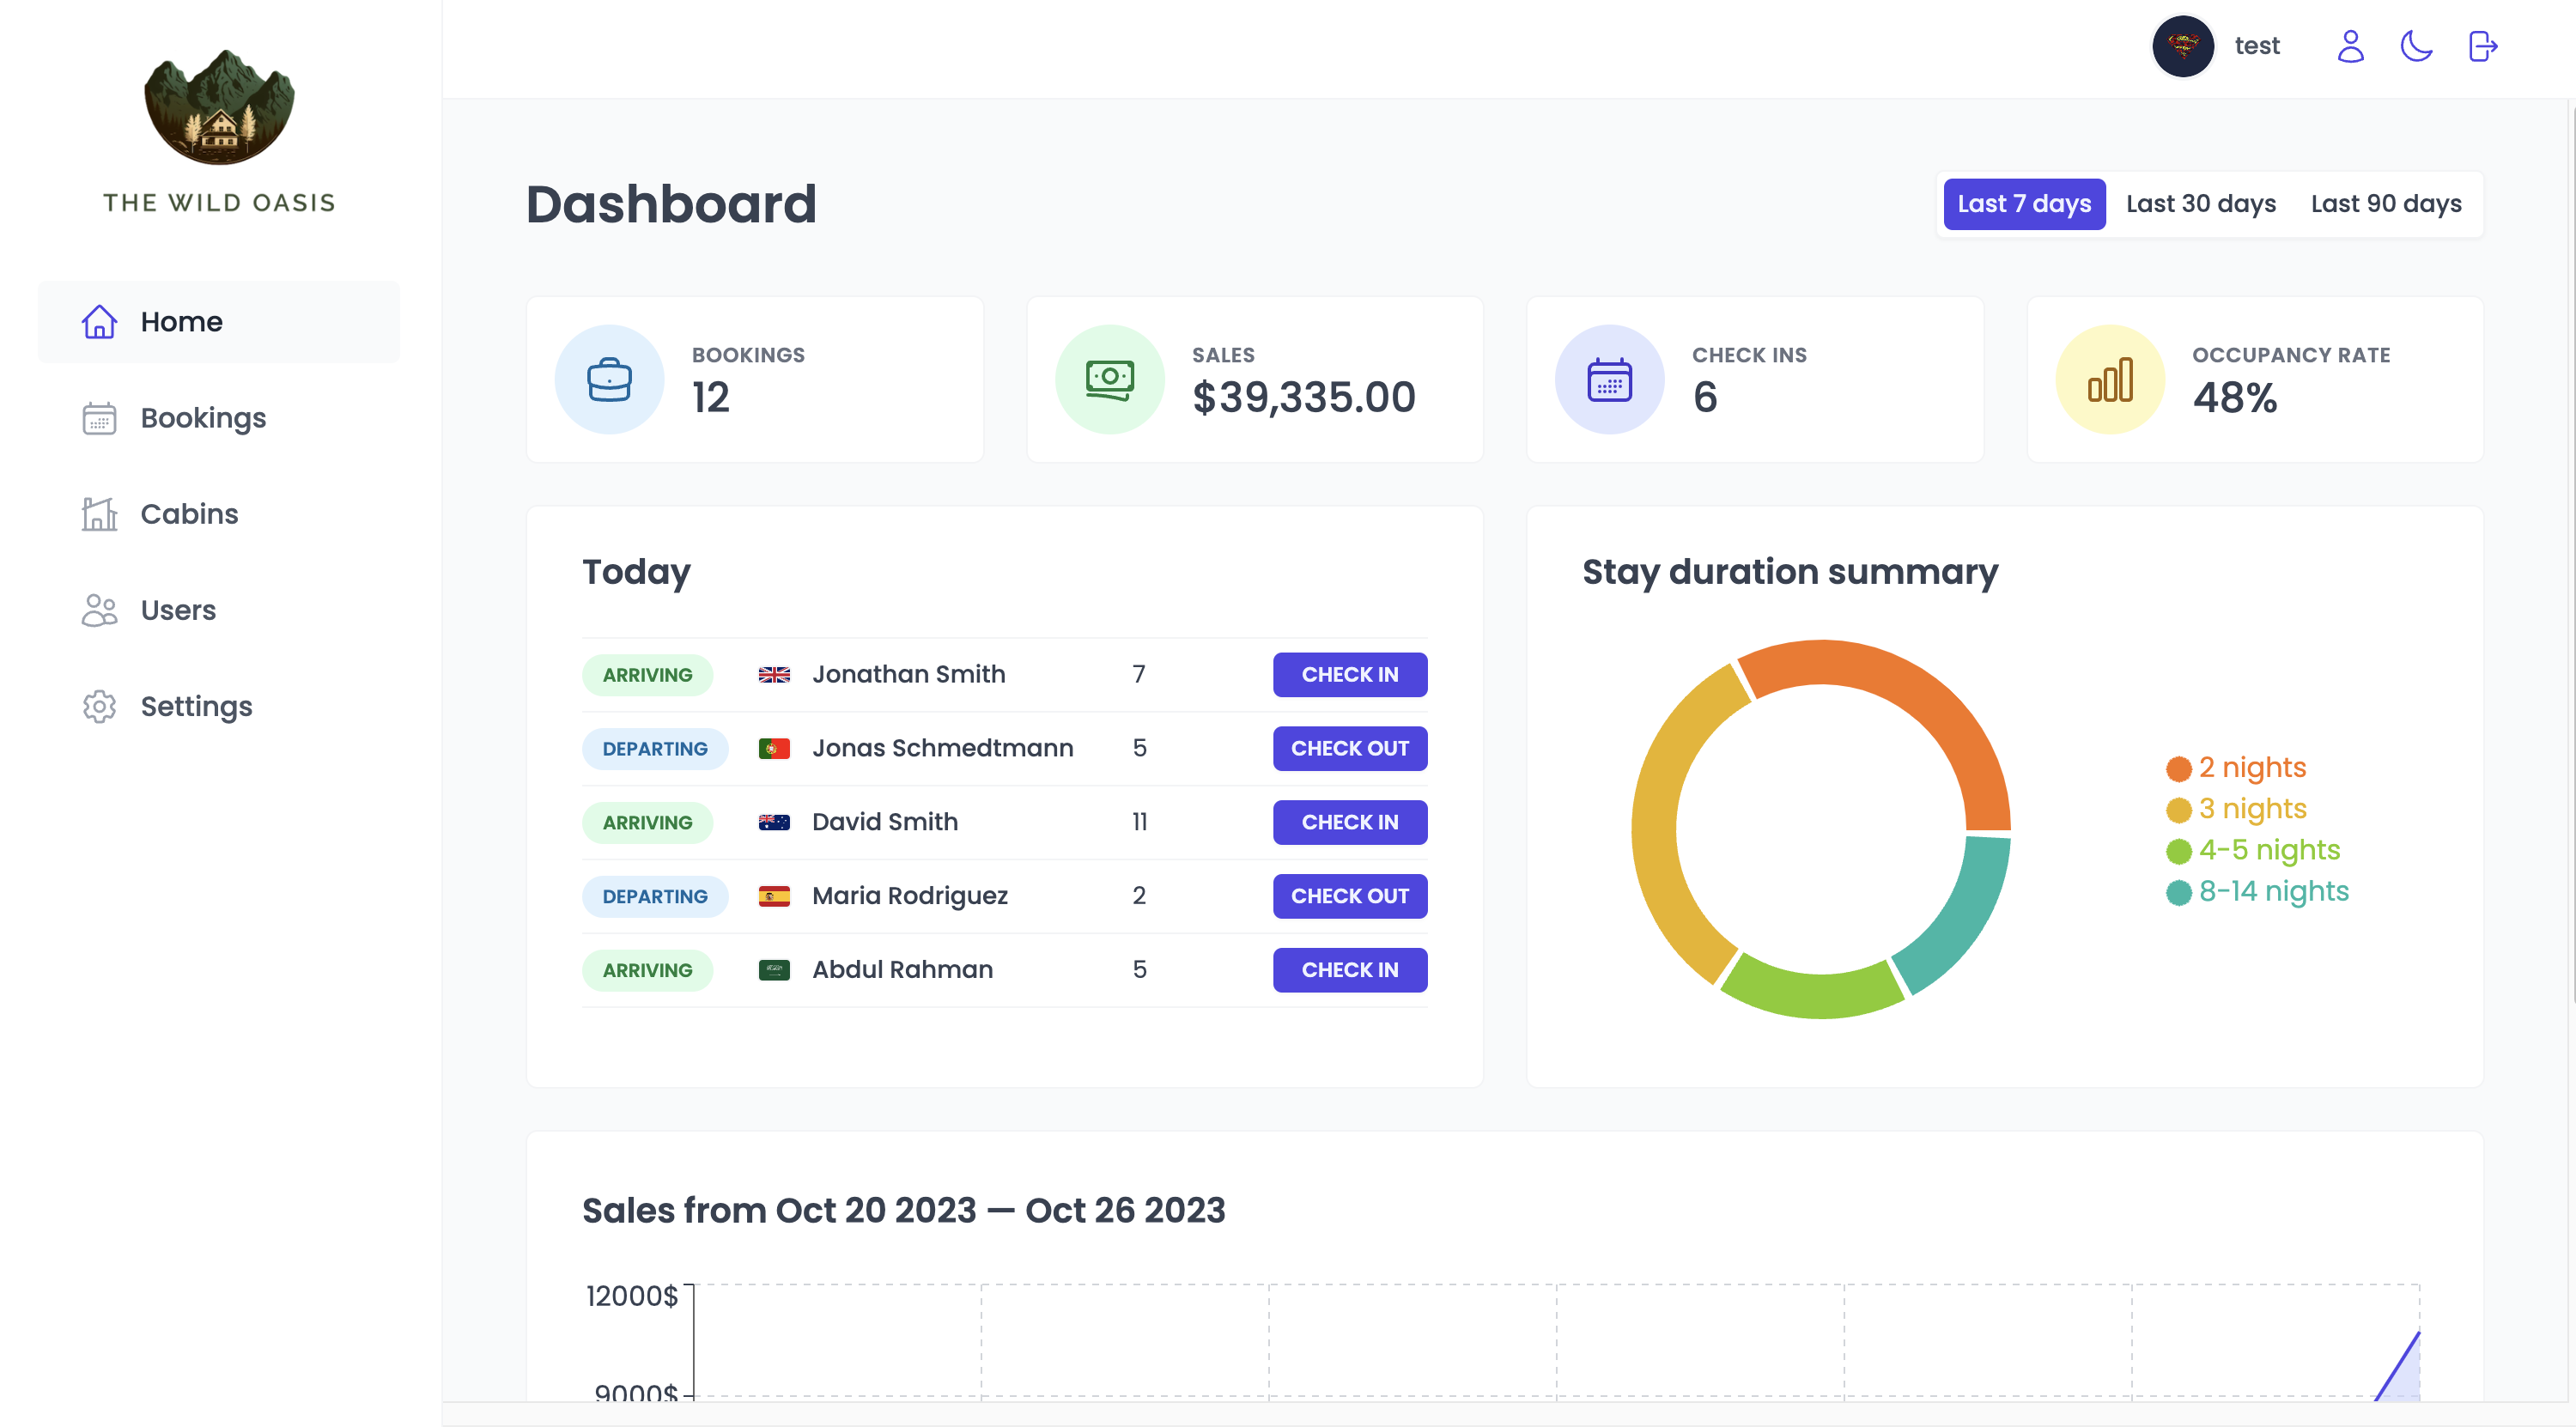 THE WILD OASIS
Home
Bookings
Cabins
Users
Settings
test
Dashboard
Last 7 days Last 30 days Last 90 days
BOOKINGS
12
SALES
$39,335.00
CHECK INS
6
OCCUPANCY RATE
48%
Today
ARRIVING Jonathan Smith 7 CHECK IN
DEPARTING Jonas Schmedtmann 5 CHECK OUT
ARRIVING David Smith 11 CHECK IN
DEPARTING Maria Rodriguez 2 CHECK OUT
ARRIVING Abdul Rahman 5 CHECK IN
Stay duration summary
2 nights
3 nights
4-5 nights
8-14 nights
Sales from Oct 20 2023 — Oct 26 2023
12000$
9000$